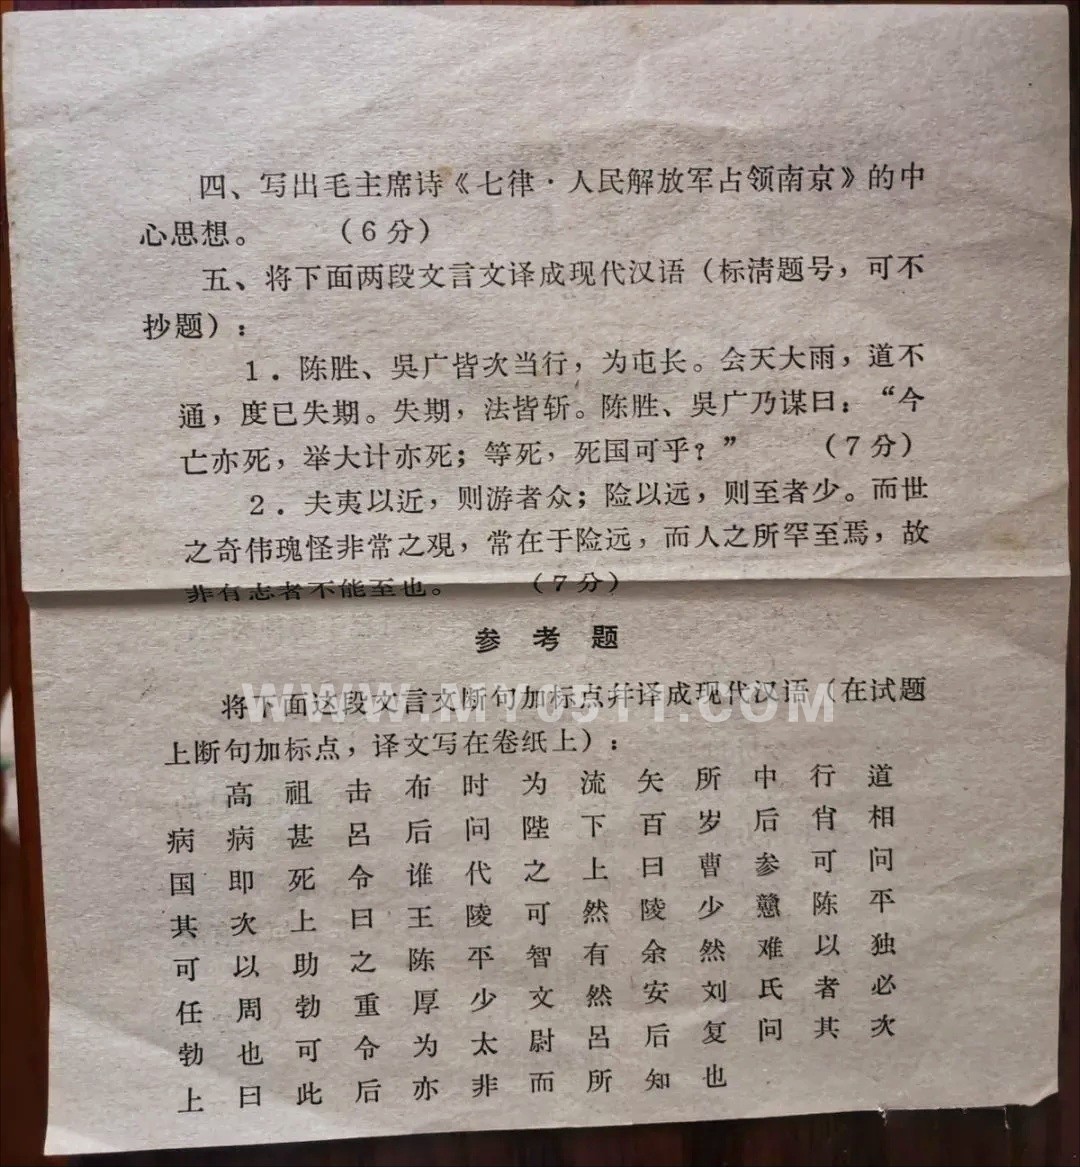 四、写出毛主席诗《七律·人民解放军占领南京》的中
心思想。 （6分）
五、将下面两段文言文译成现代汉语（标清题号，可不
抄题）：
1．陈胜、吳广皆次当行，为屯长。会天大雨，道不
通，度已失期。失期，法皆斩。陈胜、吳广乃谋曰：“今
亡亦死，举大计亦死；等死，死国可乎？” （7分）
2．夫夷以近，则游者众；险以远，则至者少。而世
之奇伟瑰怪非常之观，常在于险远，而人之所罕至焉，故
非有志者不能至也。 （7分）
参考题
将下面这段文言文断句加标点并译成现代汉语（在试题
上断句加标点，译文写在卷纸上）：
高祖击布时为流矢所中行道
病病甚吕后问陛下百岁后肖相
国即死令谁代之上曰曹参可问
其次上曰王陵可然陵少戆陈平
可以助之陈平智有余然难以独
任周勃重厚少文然安刘氏者必
勃也可令为太尉吕后复问其次
上曰此后亦非而所知也
WWW.MY0511.COM